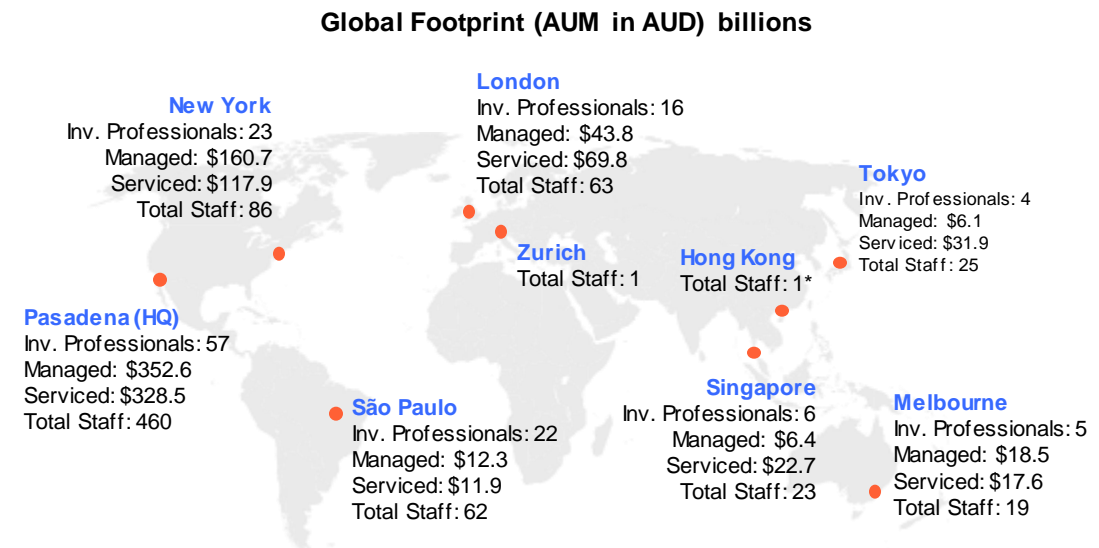 Global Footprint (AUM in AUD) billions
London
Inv. Professionals: 16
Managed: $43.8
Serviced: $69.8
Total Staff: 63
New York
Inv. Professionals: 23
Managed: $160.7
Serviced: $117.9
Total Staff: 86
Tokyo
Inv. Professionals: 4
Managed: $6.1
Serviced: $31.9
Total Staff: 25
Zurich
Total Staff: 1
Hong Kong
Total Staff: 1*
Pasadena (HQ)
Inv. Professionals: 57
Managed: $352.6
Serviced: $328.5
Total Staff: 460
São Paulo
Inv. Professionals: 22
Managed: $12.3
Serviced: $11.9
Total Staff: 62
Singapore
Inv. Professionals: 6
Managed: $6.4
Serviced: $22.7
Total Staff: 23
Melbourne
Inv. Professionals: 5
Managed: $18.5
Serviced: $17.6
Total Staff: 19